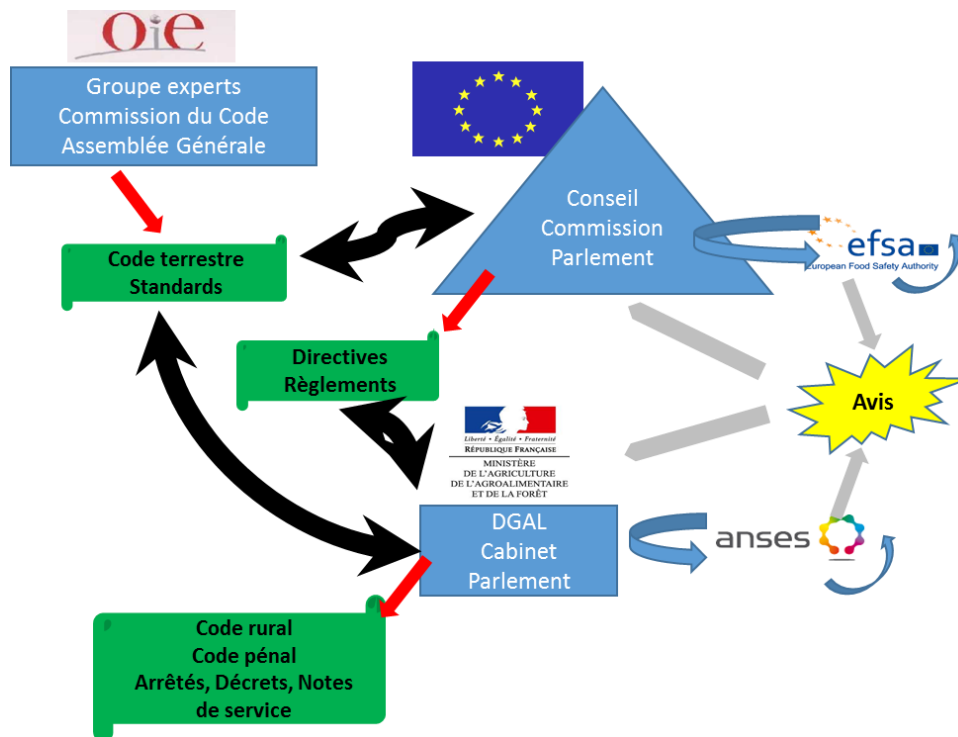 oie
Groupe experts
Commission du Code
Assemblée Générale
Conseil
Commission
Parlement
efsa
European Food Safety Authority
Code terrestre
Standards
Directives
Règlements
Avis
Liberté • Égalité • Fraternité
RÉPUBLIQUE FRANÇAISE
MINISTÈRE
DE L'AGRICULTURE
DE L'AGROALIMENTAIRE
ET DE LA FORÊT
DGAL
Cabinet
Parlement
anses
Code rural
Code pénal
Arrêtés, Décrets, Notes
de service